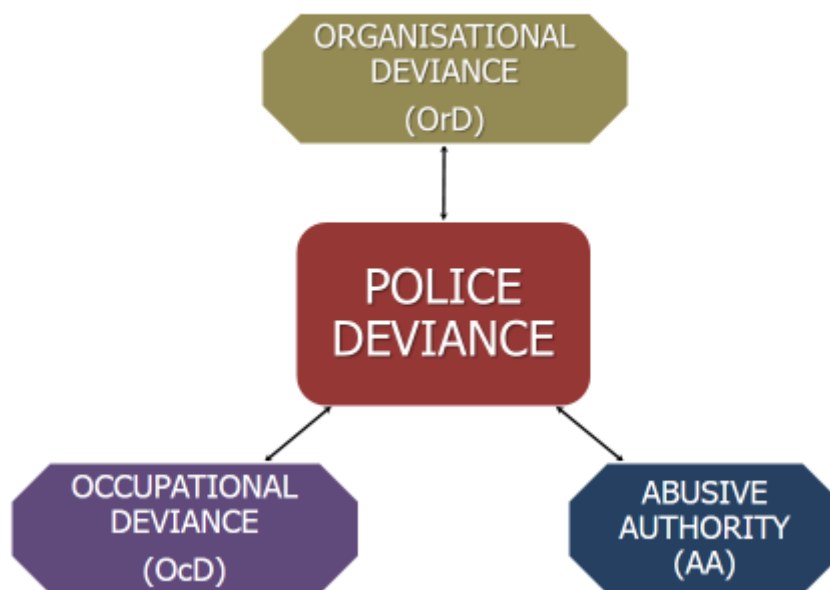 ORGANISATIONAL
DEVIANCE
(OrD)
POLICE
DEVIANCE
OCCUPATIONAL
DEVIANCE
(OcD)
ABUSIVE
AUTHORITY
(AA)